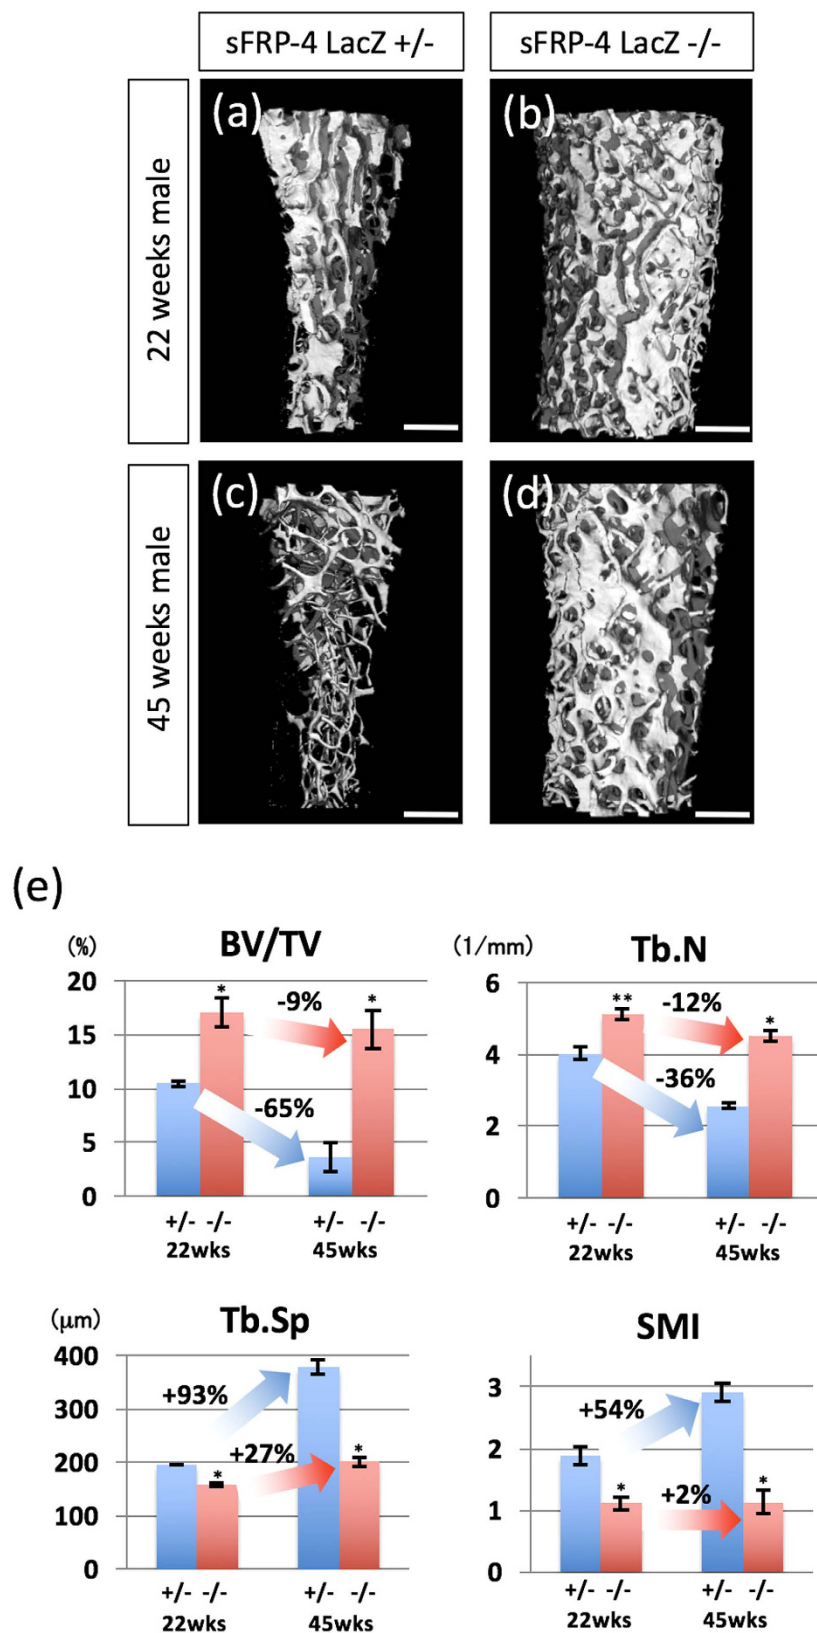 sFRP-4 LacZ +/-
sFRP-4 LacZ -/-
22 weeks male
(a)
(b)
45 weeks male
(c)
(d)
(e)
BV/TV
(%)
20
15
10
5
0
*
-9%
*
-65%
+/- -/-
+/- -/-
22wks
45wks
Tb.N
(1/mm)
6
4
2
0
**
-12%
*
-36%
+/- -/-
+/- -/-
22wks
45wks
Tb.Sp
(μm)
400
300
200
100
0
+93%
*
+27%
*
+/- -/-
+/- -/-
22wks
45wks
SMI
3
2
1
0
+54%
*
+2%
*
+/- -/-
+/- -/-
22wks
45wks